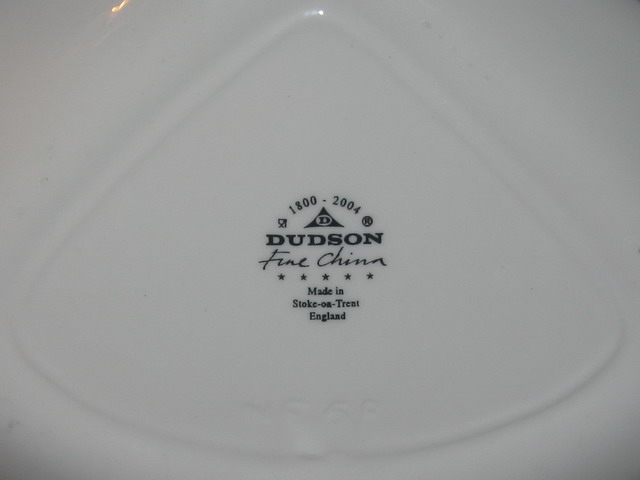 1800 - 2004
D
®
DUDSON
Fine China
★ ★ ★ ★ ★
Made in
Stoke-on-Trent
England